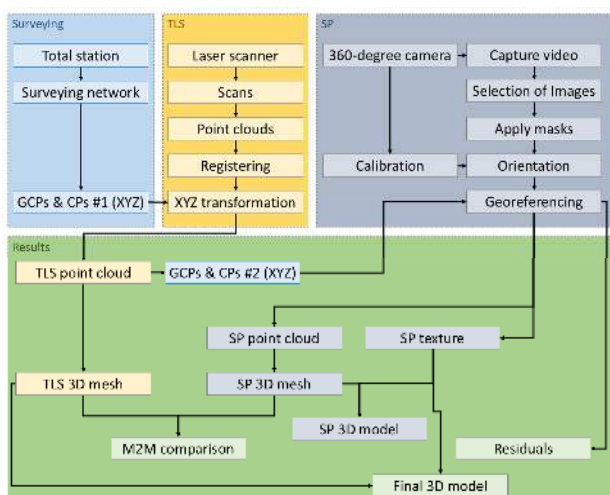 Surveying
Total station
Surveying network
GCPs & CPs #1 (XYZ)
TLS
Laser scanner
Scans
Point clouds
Registering
XYZ transformation
SP
360-degree camera
Capture video
Selection of Images
Apply masks
Calibration
Orientation
Georeferencing
Results
TLS point cloud
GCPs & CPs #2 (XYZ)
SP point cloud
SP texture
TLS 3D mesh
SP 3D mesh
SP 3D model
M2M comparison
Residuals
Final 3D model